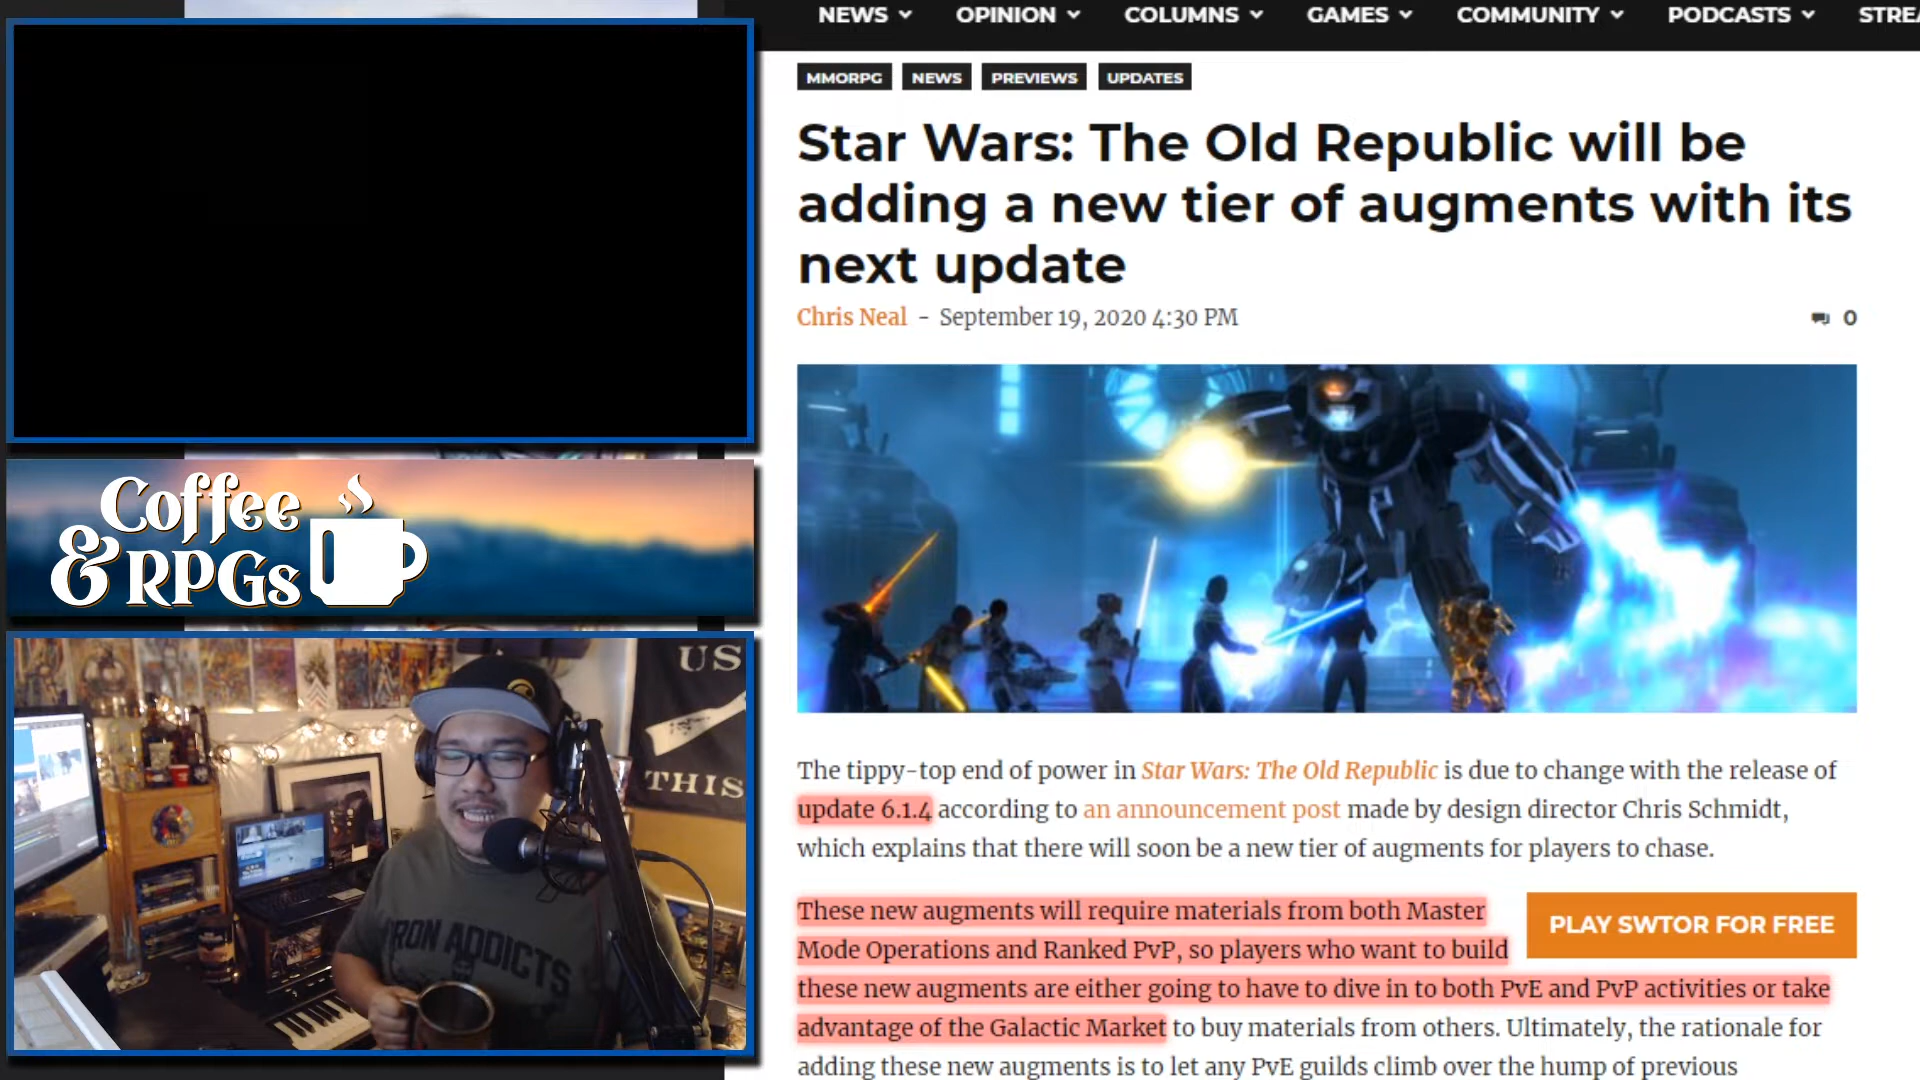 NEWS OPINION COLUMNS GAMES COMMUNITY PODCASTS STREA
MMORPG NEWS PREVIEWS UPDATES
Star Wars: The Old Republic will be
adding a new tier of augments with its
next update
Chris Neal - September 19, 2020 4:30 PM 0
The tippy-top end of power in Star Wars: The Old Republic is due to change with the release of
update 6.1.4 according to an announcement post made by design director Chris Schmidt,
which explains that there will soon be a new tier of augments for players to chase.
These new augments will require materials from both Master
Mode Operations and Ranked PvP, so players who want to build
these new augments are either going to have to dive in to both PvE and PvP activities or take
advantage of the Galactic Market to buy materials from others. Ultimately, the rationale for
adding these new augments is to let any PvE guilds climb over the hump of previous
PLAY SWTOR FOR FREE
Coffee
& RPGs
US
THIS
IRON ADDICTS